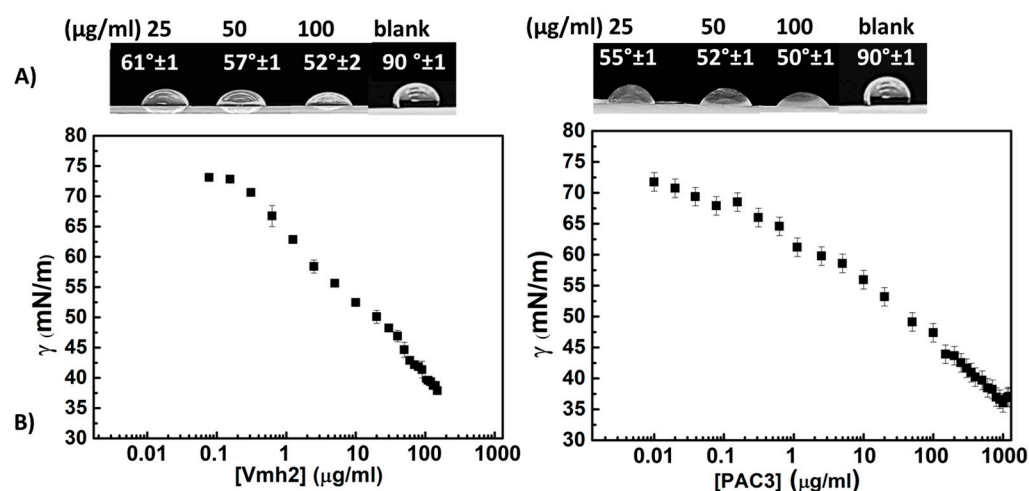 (μg/ml) 25 50 100 blank
61°±1 57°±1 52°±2 90 °±1
A)
80
75
70
65
60
55
50
45
40
35
30
γ (mN/m)
0.01 0.1 1 10 100 1000
[Vmh2] (μg/ml)
B)
(μg/ml) 25 50 100 blank
55°±1 52°±1 50°±1 90°±1
80
75
70
65
60
55
50
45
40
35
30
γ (mN/m)
0.01 0.1 1 10 100 1000
[PAC3] (μg/ml)